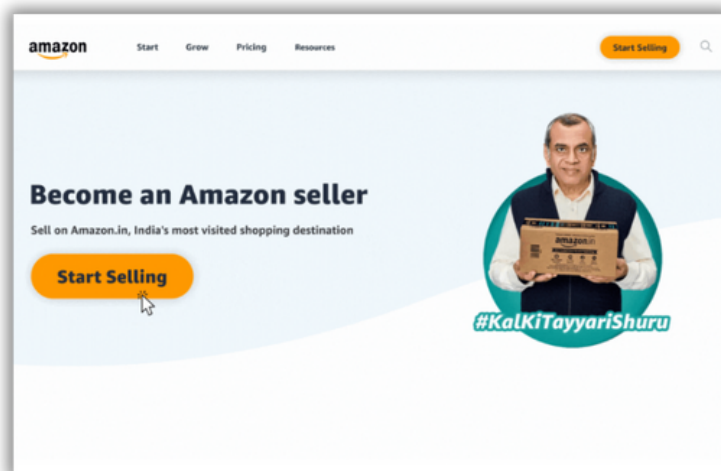 amazon
Start Grow Pricing Resources
Start Selling
Become an Amazon seller
Sell on Amazon.in, India's most visited shopping destination
Start Selling
amazon.in
#KalKiTayyariShuru